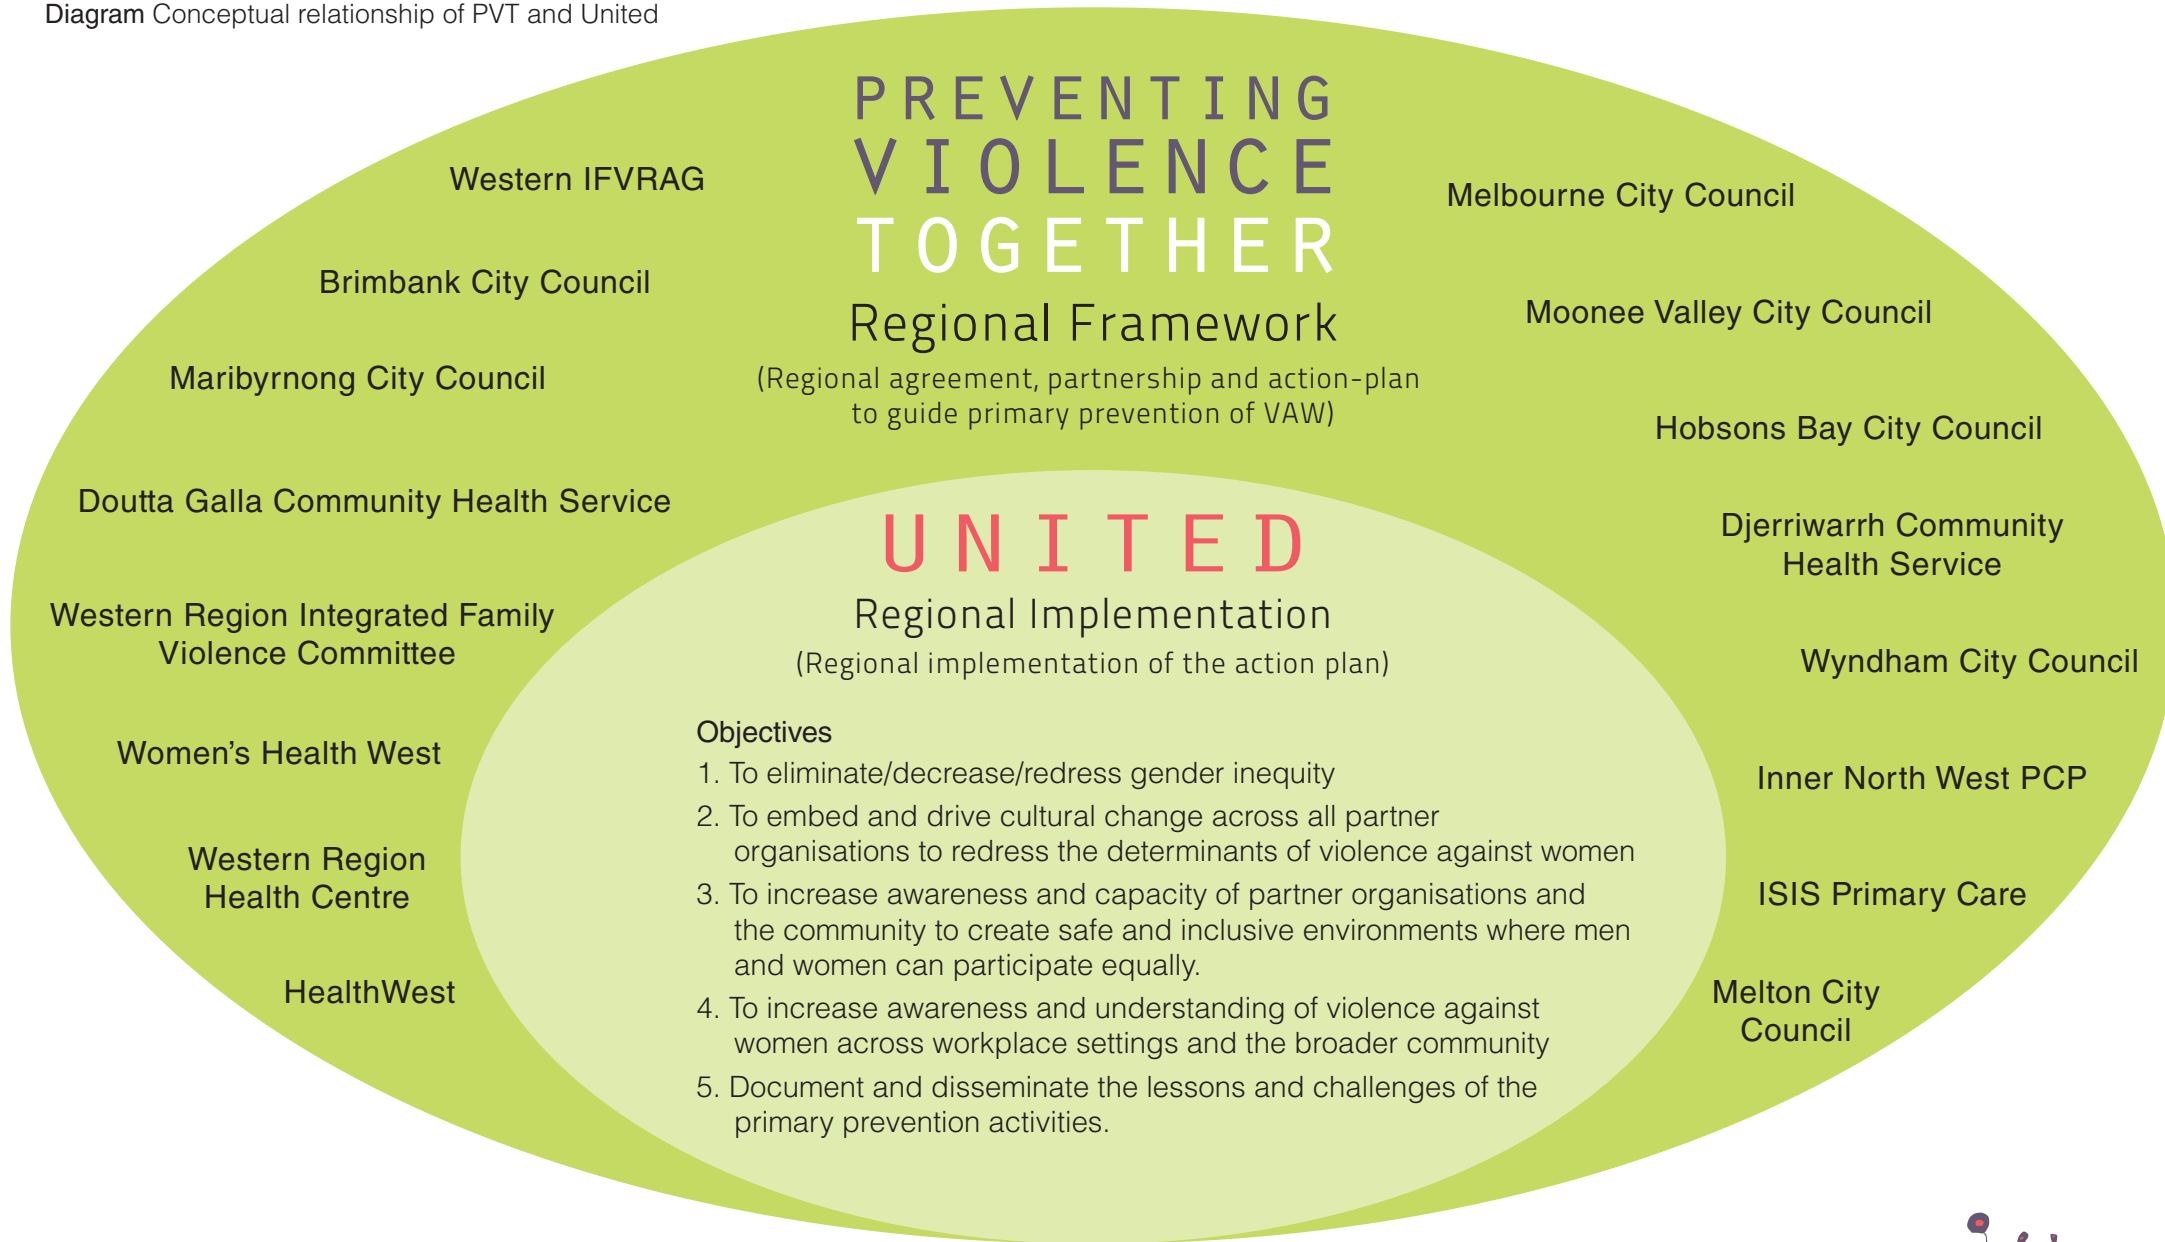 Diagram Conceptual relationship of PVT and United
PREVENTING
VIOLENCE
TOGETHER
Regional Framework
(Regional agreement, partnership and action-plan
to guide primary prevention of VAW)
Western IFVRAG
Brimbank City Council
Maribyrnong City Council
Doutta Galla Community Health Service
Western Region Integrated Family
Violence Committee
Women’s Health West
Western Region
Health Centre
HealthWest
Melbourne City Council
Moonee Valley City Council
Hobsons Bay City Council
Djerriwarrh Community
Health Service
Wyndham City Council
Inner North West PCP
ISIS Primary Care
Melton City
Council
UNITED
Regional Implementation
(Regional implementation of the action plan)
Objectives
1. To eliminate/decrease/redress gender inequity
2. To embed and drive cultural change across all partner
organisations to redress the determinants of violence against women
3. To increase awareness and capacity of partner organisations and
the community to create safe and inclusive environments where men
and women can participate equally.
4. To increase awareness and understanding of violence against
women across workplace settings and the broader community
5. Document and disseminate the lessons and challenges of the
primary prevention activities.